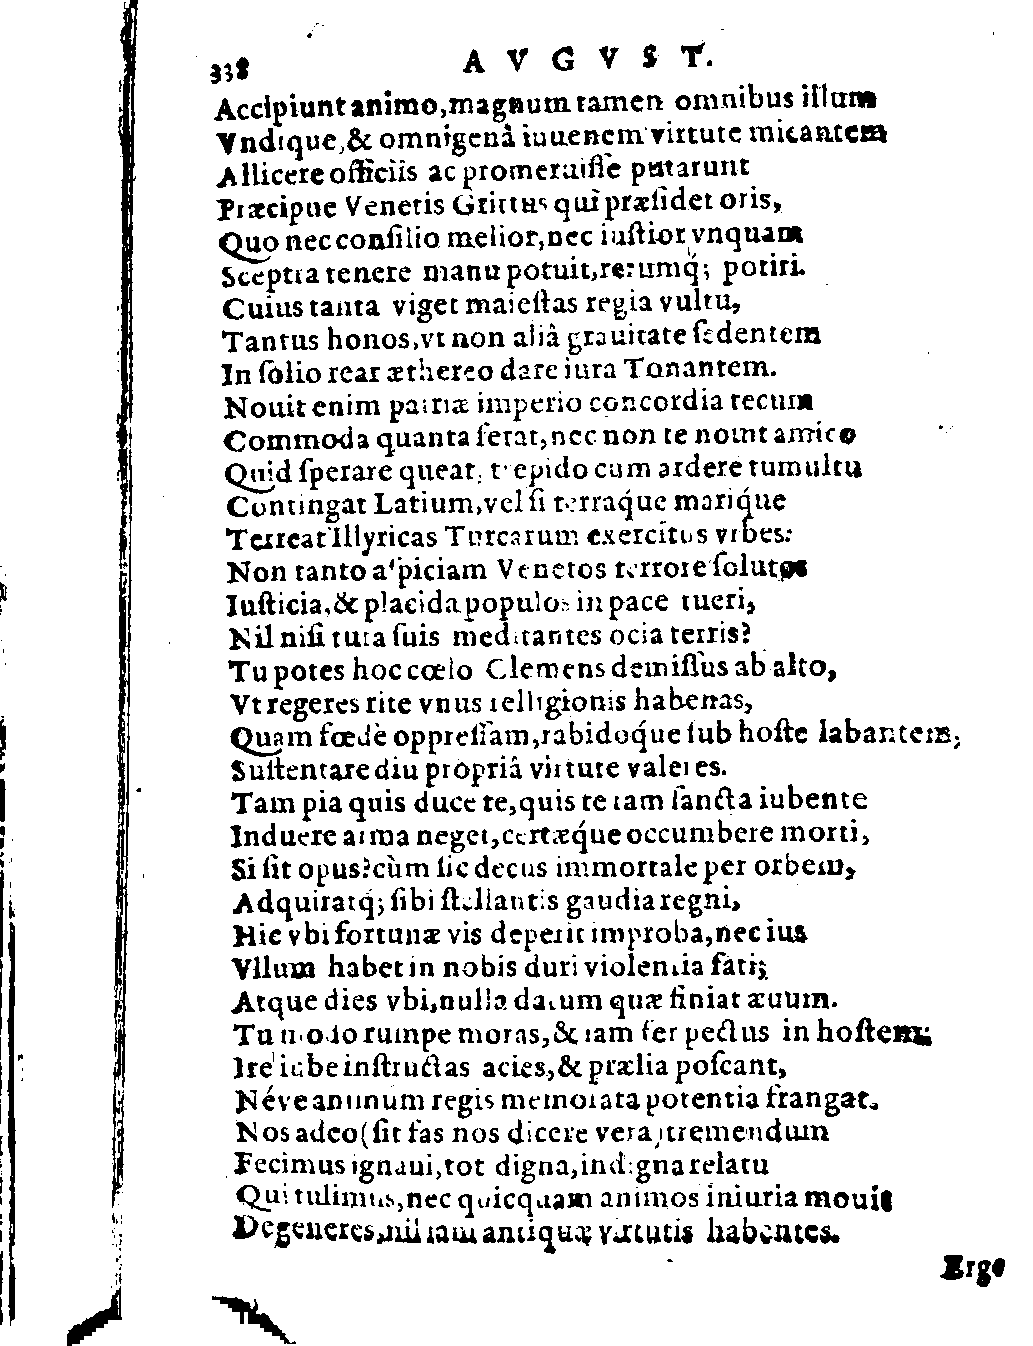 338 AVGVST.
Accipiunt animo, magnum tamen omnibus illum
Vndique, & omnigenâ iuuenem virtute micantem
Allicere officiis ac promeruisse putarunt
Præcipue Venetis Grittus qui præsidet oris,
Quo nec consilio melior, nec iustior vnquam
Sceptra tenere manu potuit, rerumq́; potiri.
Cuius tanta viget maiestas regia vultu,
Tantus honos, vt non aliâ grauitate sedentem
In solio rear æthereo dare iura Tonantem.
Nouit enim patriæ imperio concordia tecum
Commoda quanta ferat, nec non te nouit amico
Quid sperare queat, trepido cum ardere tumultu
Contingat Latium, vel si terraq́ue mariq́ue
Terreat Illyricas Turcarum exercitus vrbes:
Non tanto aspiciam Venetos terrore solutos
Iusticia, & placida populos in pace tueri,
Nil nisi tuta suis meditantes ocia terris?
Tu potes hoc cœlo Clemens demissus ab alto,
Vt regeres rite vnus relligionis habenas,
Quam fœdè oppressam, rabidoq́ue sub hoste labantem,
Sustentare diu propriâ virtute valeres.
Tam pia quis duce te, quis te tam sancta iubente
Induere arma neget, certæq́ue occumbere morti,
Si sit opus? cùm sic decus immortale per orbem,
Adquiratq́; sibi stellantis gaudia regni,
Hic vbi fortunæ vis deperit improba, nec ius
Vllum habet in nobis duri violentia fati;
Atque dies vbi, nulla datum quæ finiat æuum.
Tu modo rumpe moras, & iam fer pectus in hostem;
Ire iube instructas acies, & prælia poscant,
Néve animum regis memorata potentia frangat.
Nos adeo (sit fas nos dicere vera) tremendum
Fecimus ignaui, tot digna, indigna relatu
Qui tulimus, nec quicquam animos iniuria mouit
Degeneres, nil iam antiquæ virtutis habentes.
Ergo